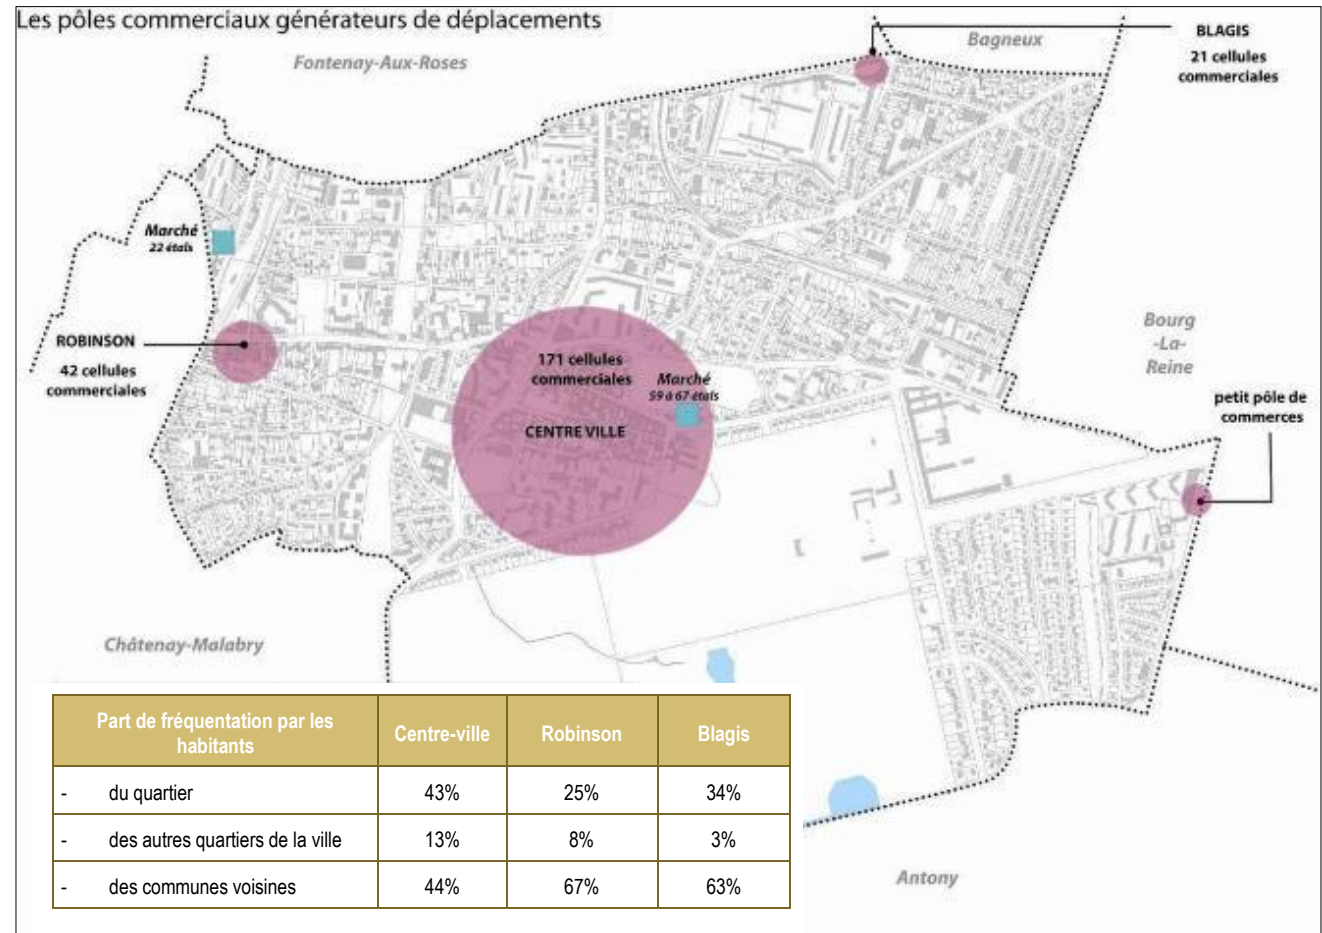 Les pôles commerciaux générateurs de déplacements
BLAGIS
21 cellules
commerciales
Bagneux
Fontenay-Aux-Roses
Marché
22 étals
ROBINSON
42 cellules
commerciales
171 cellules
commerciales
Marché
59 à 67 étals
CENTRE VILLE
Bourg
-La-
Reine
petit pôle de
commerces
Châtenay-Malabry
Part de fréquentation par les
habitants
Centre-ville
Robinson
Blagis
- du quartier 43% 25% 34%
- des autres quartiers de la ville 13% 8% 3%
- des communes voisines 44% 67% 63%
Antony